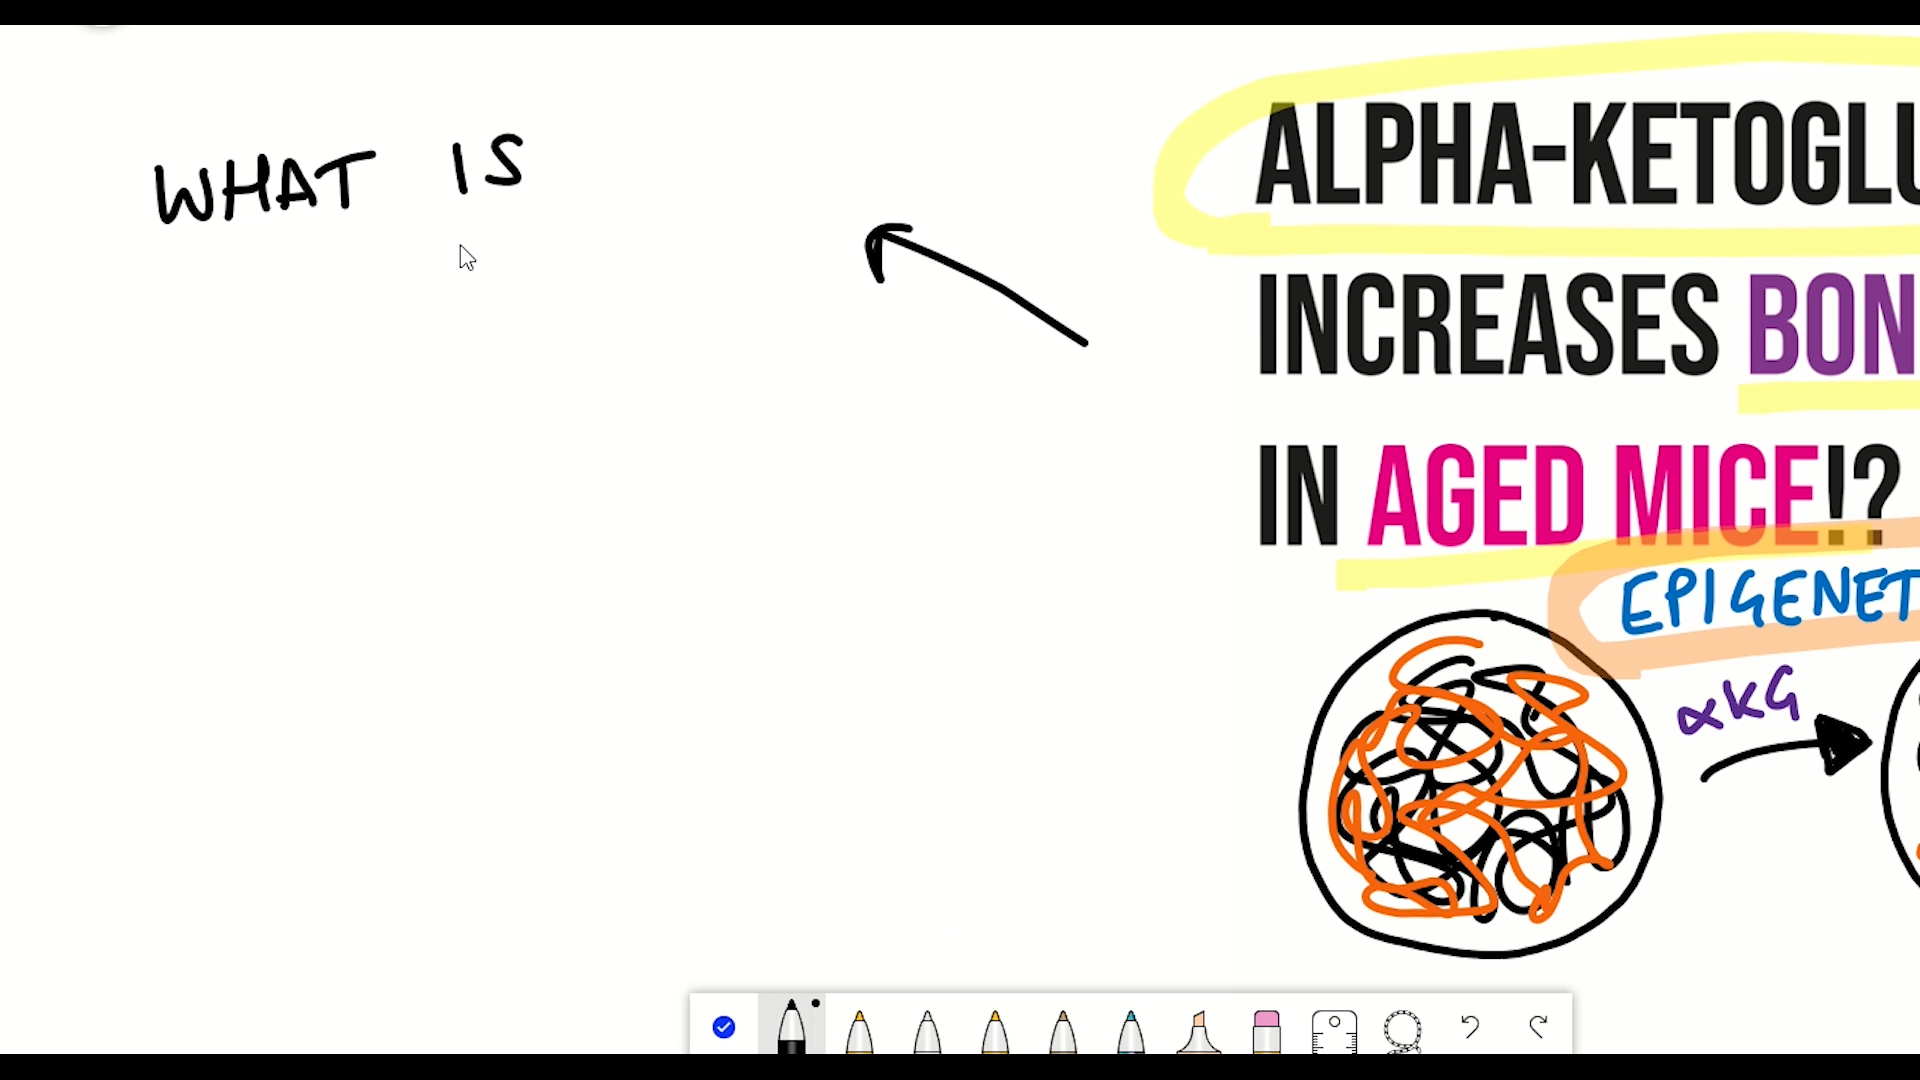 WHAT IS
ALPHA-KETOGLU
INCREASES BON
IN AGED MICE!?
EPIGENET
αKG